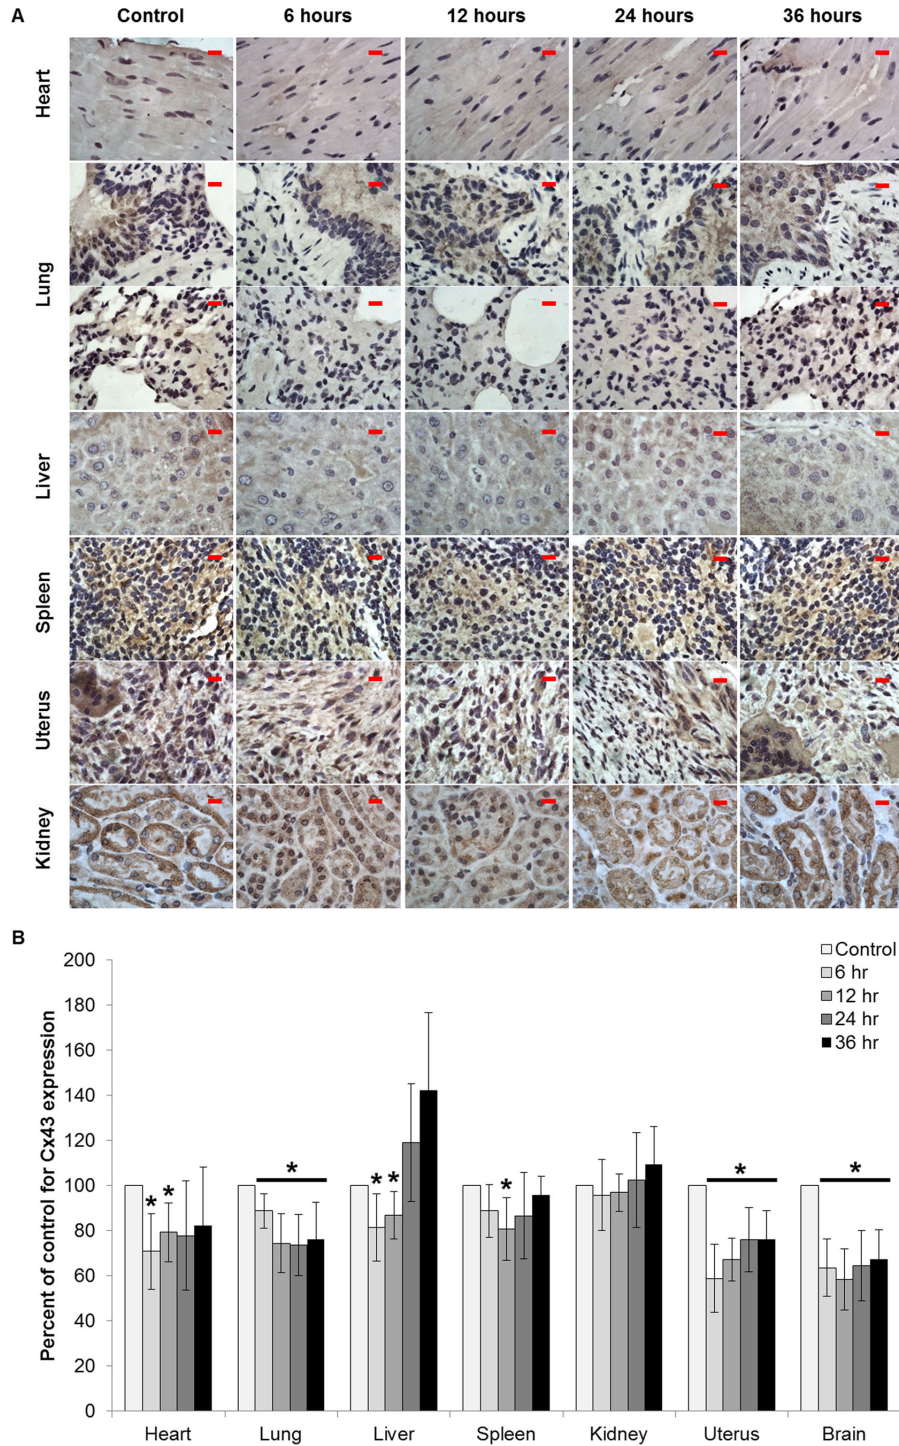 A
Control 6 hours 12 hours 24 hours 36 hours
Heart
Lung
Liver
Spleen
Uterus
Kidney
B
Percent of control for Cx43 expression
200
180
160
140
120
100
80
60
40
20
0
Control
6 hr
12 hr
24 hr
36 hr
* *
*
* *
*
*
*
Heart Lung Liver Spleen Kidney Uterus Brain